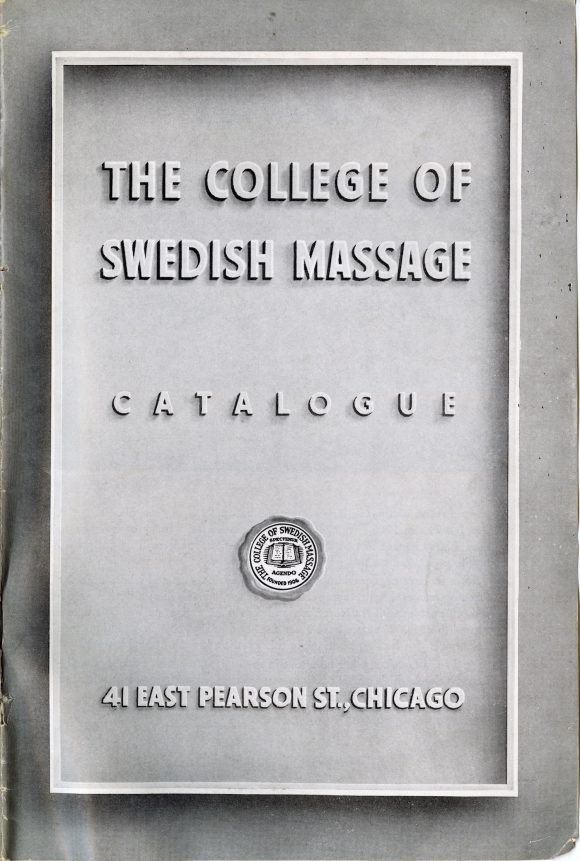 THE COLLEGE OF
SWEDISH MASSAGE
CATALOGUE
THE COLLEGE OF SWEDISH MASSAGE
AGENDO
FOUNDED 1906
41 EAST PEARSON ST., CHICAGO